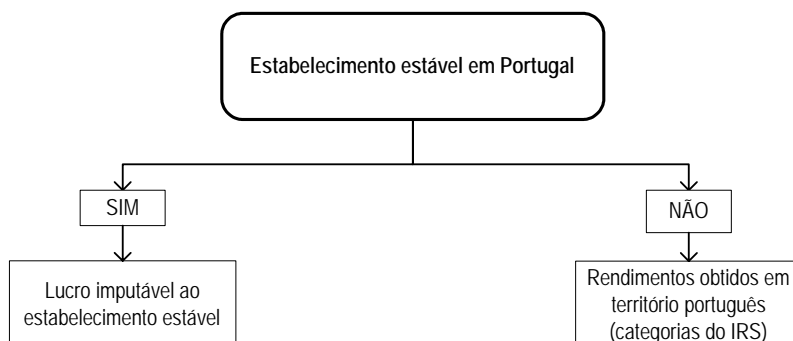 Estabelecimento estável em Portugal
SIM
NÃO
Lucro imputável ao
estabelecimento estável
Rendimentos obtidos em
território português
(categorias do IRS)